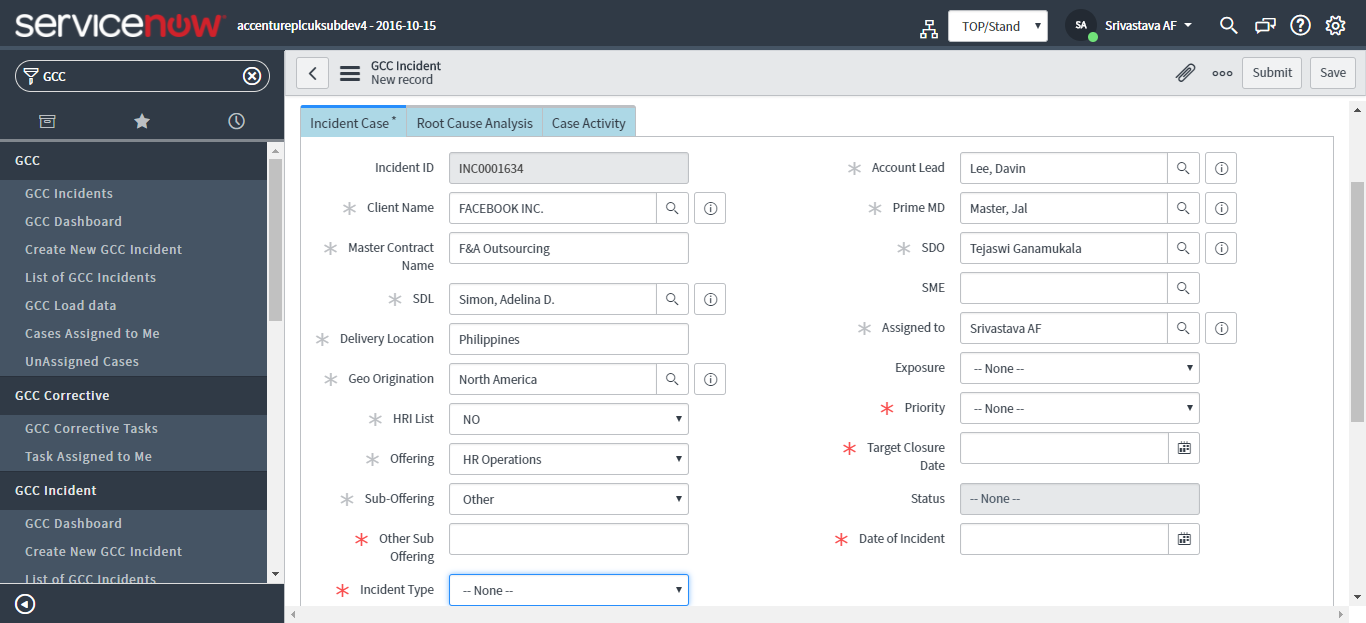 servicenow
accentureplcuksubdev4 - 2016-10-15
TOP/Stand
SA
Srivastava AF
GCC
GCC
GCC Incidents
GCC Dashboard
Create New GCC Incident
List of GCC Incidents
GCC Load data
Cases Assigned to Me
UnAssigned Cases
GCC Corrective
GCC Corrective Tasks
Task Assigned to Me
GCC Incident
GCC Dashboard
Create New GCC Incident
List of GCC Incidents
GCC Incident
New record
Submit
Save
Incident Case *
Root Cause Analysis
Case Activity
Incident ID
INC0001634
Client Name
FACEBOOK INC.
Master Contract
Name
F&A Outsourcing
SDL
Simon, Adelina D.
Delivery Location
Philippines
Geo Origination
North America
HRI List
NO
Offering
HR Operations
Sub-Offering
Other
Other Sub
Offering
Incident Type
-- None --
Account Lead
Lee, Davin
Prime MD
Master, Jal
SDO
Tejaswi Ganamukala
SME
Assigned to
Srivastava AF
Exposure
-- None --
Priority
-- None --
Target Closure
Date
Status
-- None --
Date of Incident